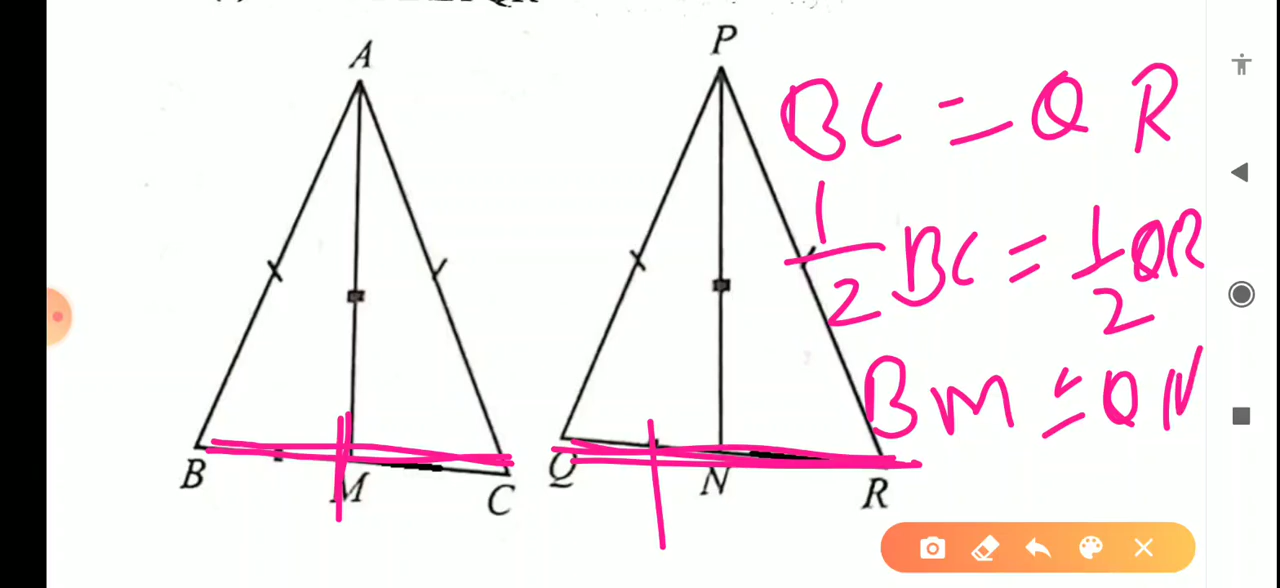 A
P
BC = QR
1/2 BC = 1/2 QR
BM = QN
B
M
C
Q
N
R